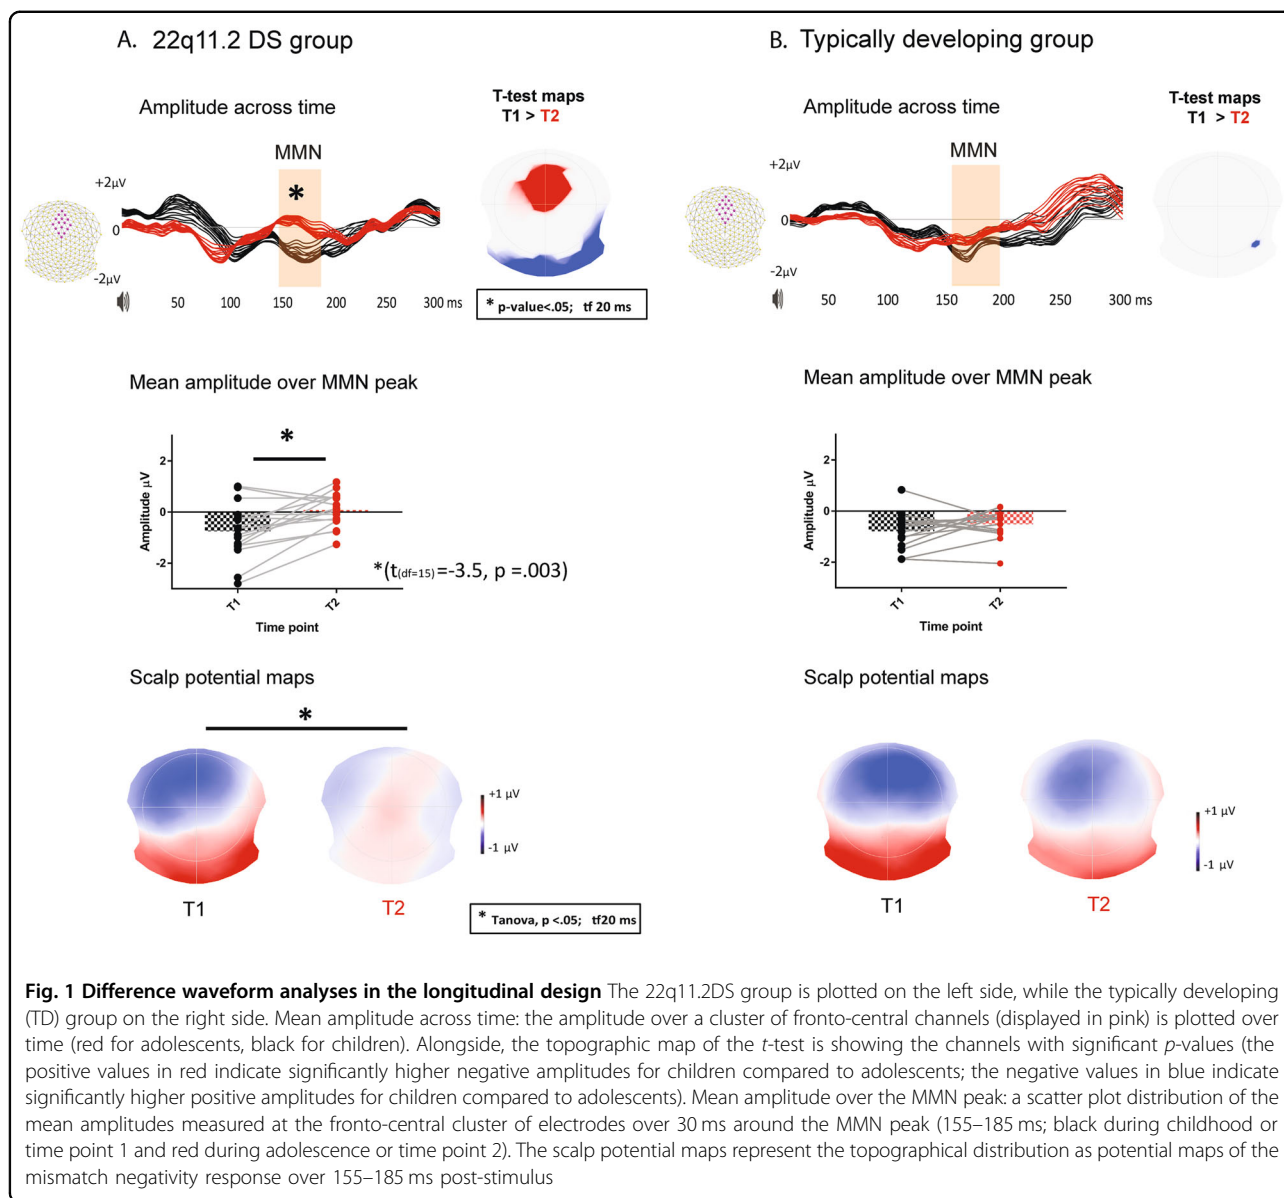 A. 22q11.2 DS group
Amplitude across time
T-test maps
T1 > T2
MMN
*
+2µV
0
-2µV
50 100 150 200 250 300 ms
* p-value<.05; tf 20 ms
Mean amplitude over MMN peak
*
Amplitude µV
2
0
-2
T1 T2
Time point
*(t(df=15)=-3.5, p =.003)
Scalp potential maps
*
+1 µV
-1 µV
T1 T2
* Tanova, p <.05; tf20 ms
B. Typically developing group
Amplitude across time
T-test maps
T1 > T2
MMN
+2µV
0
-2µV
50 100 150 200 250 300 ms
Mean amplitude over MMN peak
Amplitude µV
2
0
-2
T1 T2
Time point
Scalp potential maps
+1 µV
-1 µV
T1 T2
Fig. 1 Difference waveform analyses in the longitudinal design The 22q11.2DS group is plotted on the left side, while the typically developing
(TD) group on the right side. Mean amplitude across time: the amplitude over a cluster of fronto-central channels (displayed in pink) is plotted over
time (red for adolescents, black for children). Alongside, the topographic map of the t-test is showing the channels with significant p-values (the
positive values in red indicate significantly higher negative amplitudes for children compared to adolescents; the negative values in blue indicate
significantly higher positive amplitudes for children compared to adolescents). Mean amplitude over the MMN peak: a scatter plot distribution of the
mean amplitudes measured at the fronto-central cluster of electrodes over 30 ms around the MMN peak (155–185 ms; black during childhood or
time point 1 and red during adolescence or time point 2). The scalp potential maps represent the topographical distribution as potential maps of the
mismatch negativity response over 155–185 ms post-stimulus